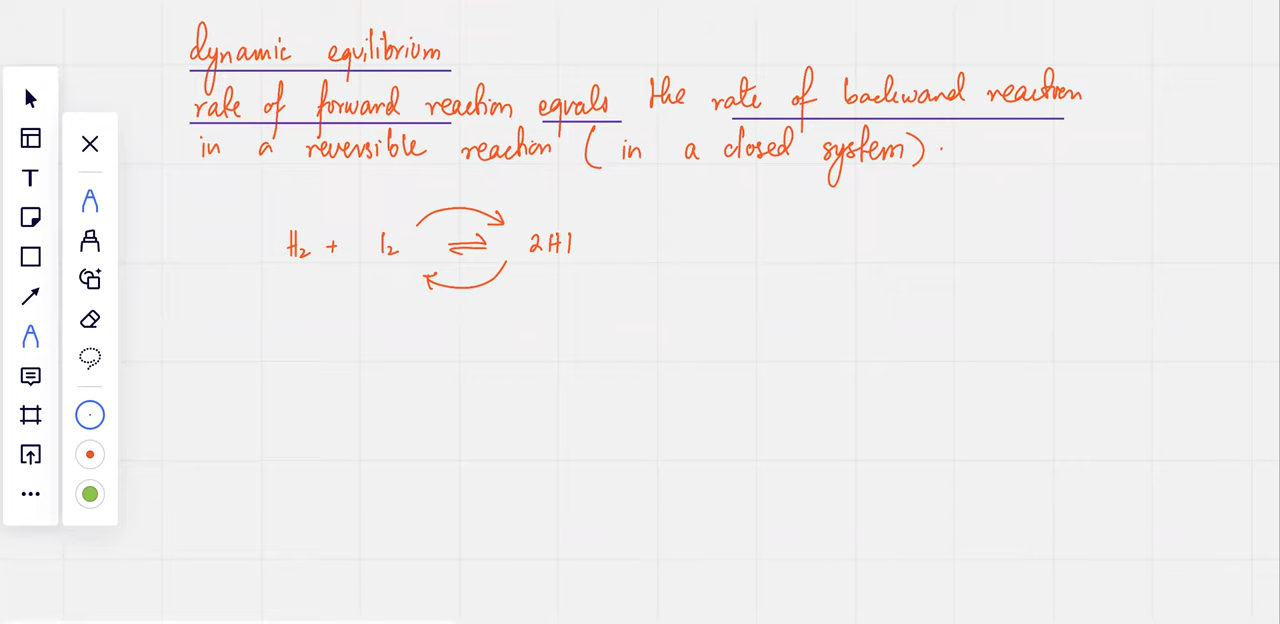 dynamic equilibrium
rate of forward reaction equals the rate of backward reaction
in a reversible reaction (in a closed system).
H₂ + I₂ ⇌ 2HI